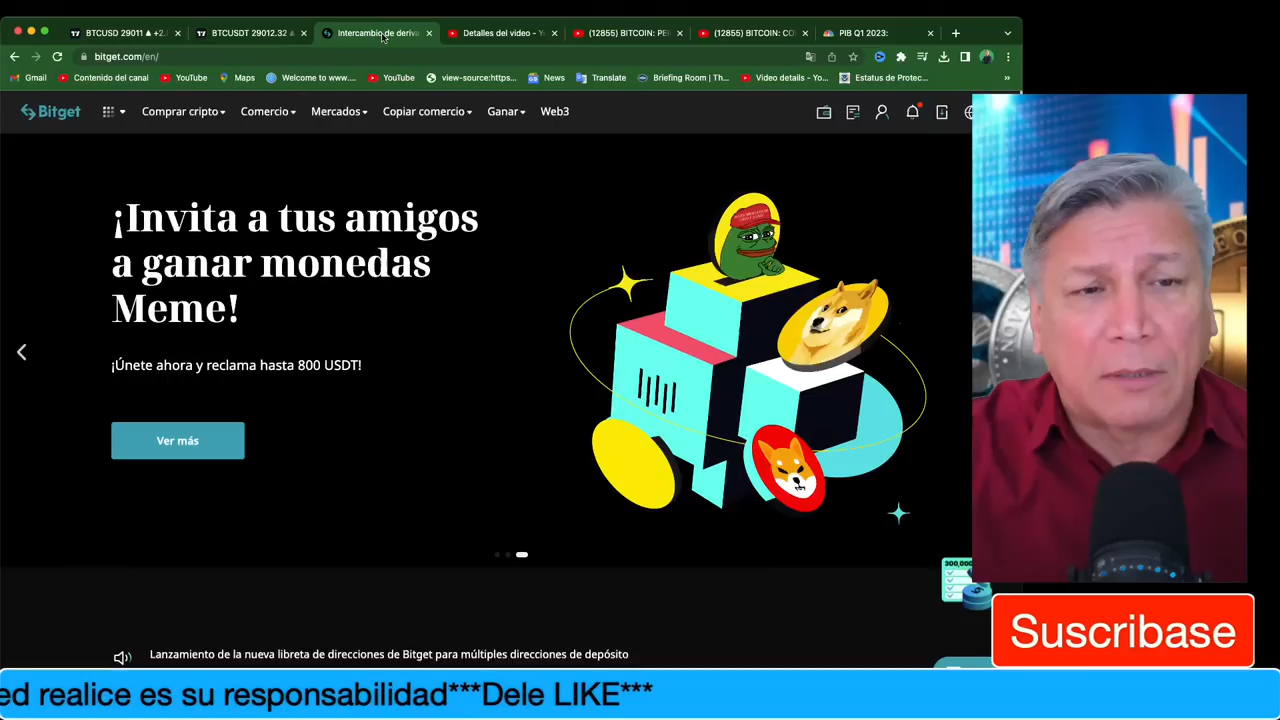 BTCUSD 29011 ▲ +2.
BTCUSDT 29012.32 ▲
Intercambio de deriva
Detalles del video - Yo
(12855) BITCOIN: PE
(12855) BITCOIN: CO
PIB Q1 2023:
bitget.com/en/
Gmail
Contenido del canal
YouTube
Maps
Welcome to www....
YouTube
view-source:https...
News
Translate
Briefing Room | Th...
Video details - Yo...
Estatus de Protec...
Bitget
Comprar cripto
Comercio
Mercados
Copiar comercio
Ganar
Web3
¡Invita a tus amigos
a ganar monedas
Meme!
¡Únete ahora y reclama hasta 800 USDT!
Ver más
300,000
Lanzamiento de la nueva libreta de direcciones de Bitget para múltiples direcciones de depósito
Suscribase
ed realice es su responsabilidad***Dele LIKE***